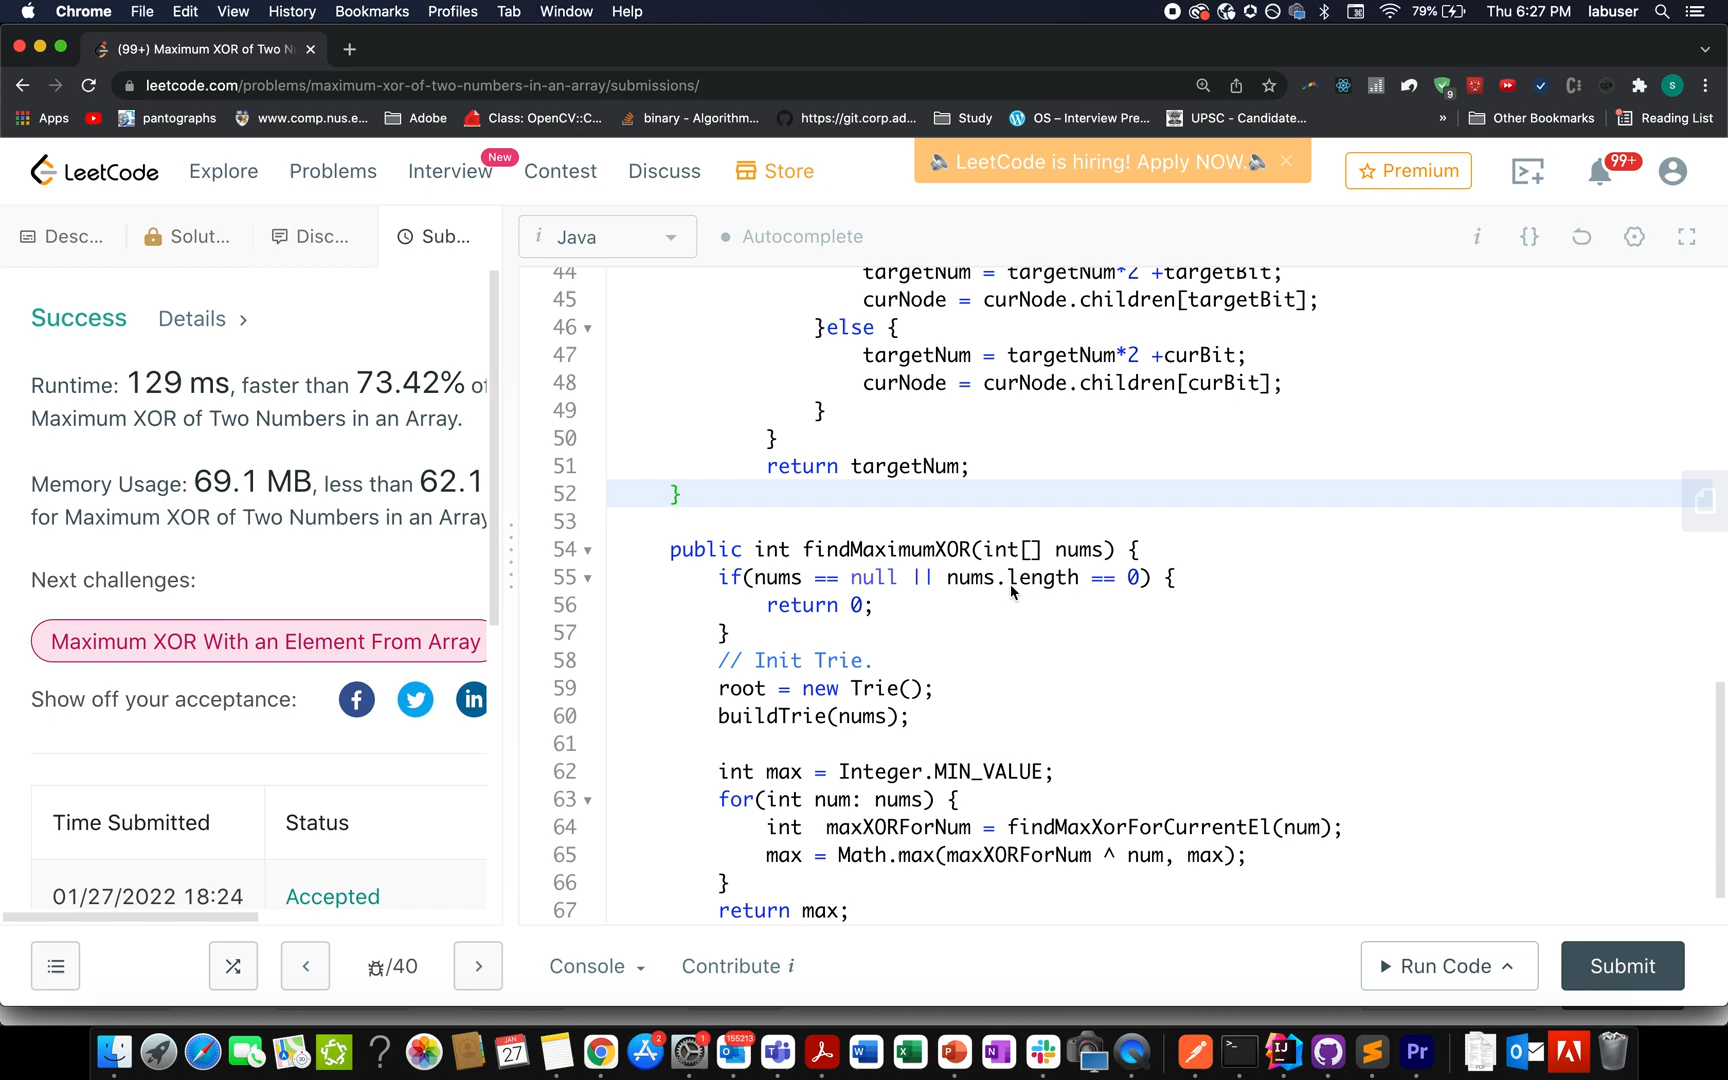 Chrome File Edit View History Bookmarks Profiles Tab Window Help 79% Thu 6:27 PM labuser
(99+) Maximum XOR of Two N
leetcode.com/problems/maximum-xor-of-two-numbers-in-an-array/submissions/
9 S
Apps pantographs www.comp.nus.e... Adobe Class: OpenCV::C... binary - Algorithm... https://git.corp.ad... Study OS – Interview Pre... UPSC - Candidate... » Other Bookmarks Reading List
LeetCode Explore Problems Interview New Contest Discuss Store LeetCode is hiring! Apply NOW. Premium 99+
Desc... Solut... Disc... Sub... i Java Autocomplete i {}
Success Details >
Runtime: 129 ms, faster than 73.42% of
Maximum XOR of Two Numbers in an Array.
Memory Usage: 69.1 MB, less than 62.1
for Maximum XOR of Two Numbers in an Array
Next challenges:
Maximum XOR With an Element From Array
Show off your acceptance:
Time Submitted Status
01/27/2022 18:24 Accepted
44 targetNum = targetNum*2 +targetBit;
45 curNode = curNode.children[targetBit];
46 }else {
47 targetNum = targetNum*2 +curBit;
48 curNode = curNode.children[curBit];
49 }
50 }
51 return targetNum;
52 }
53
54 public int findMaximumXOR(int[] nums) {
55 if(nums == null || nums.length == 0) {
56 return 0;
57 }
58 // Init Trie.
59 root = new Trie();
60 buildTrie(nums);
61
62 int max = Integer.MIN_VALUE;
63 for(int num: nums) {
64 int maxXORForNum = findMaxXorForCurrentEl(num);
65 max = Math.max(maxXORForNum ^ num, max);
66 }
67 return max;
/40 Console Contribute i Run Code Submit
JAN 27 2 1 155213